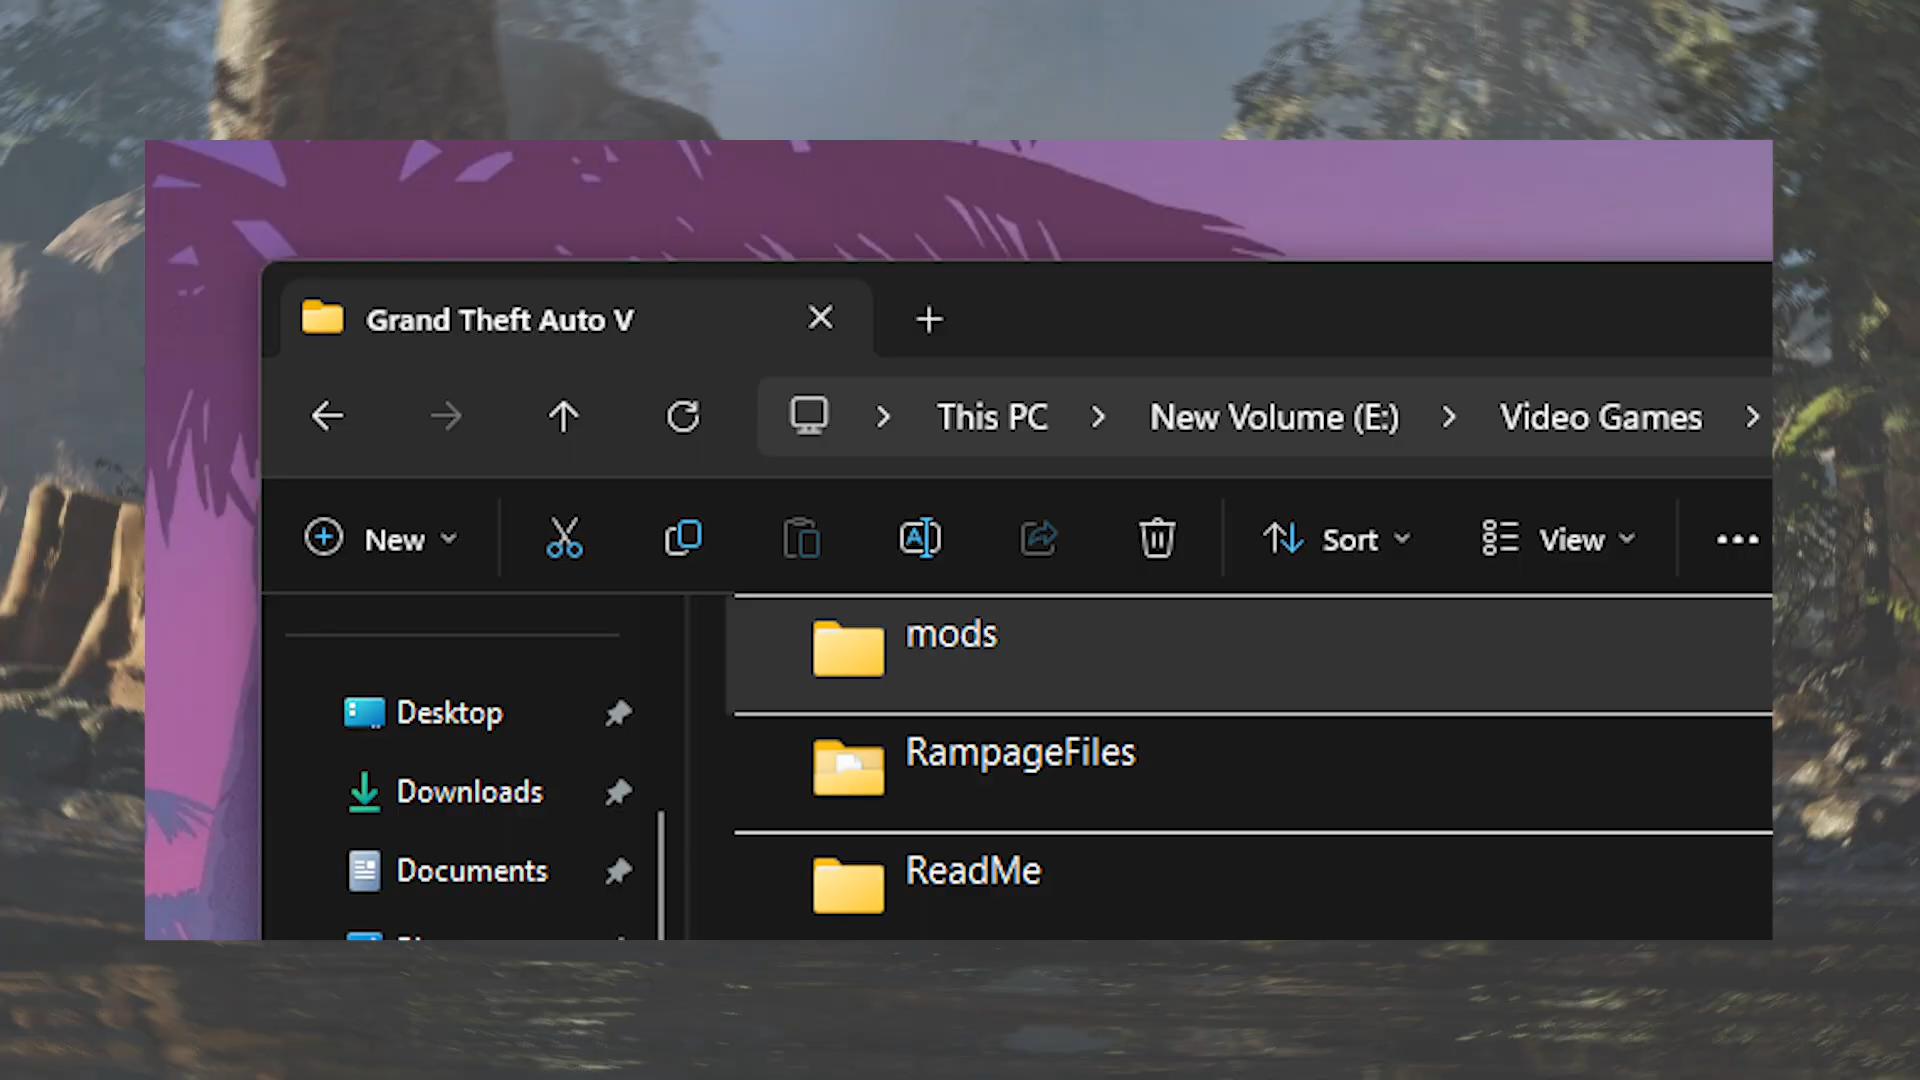 Grand Theft Auto V
This PC > New Volume (E:) > Video Games >
New Sort View
mods
Desktop
RampageFiles
Downloads
Documents
ReadMe